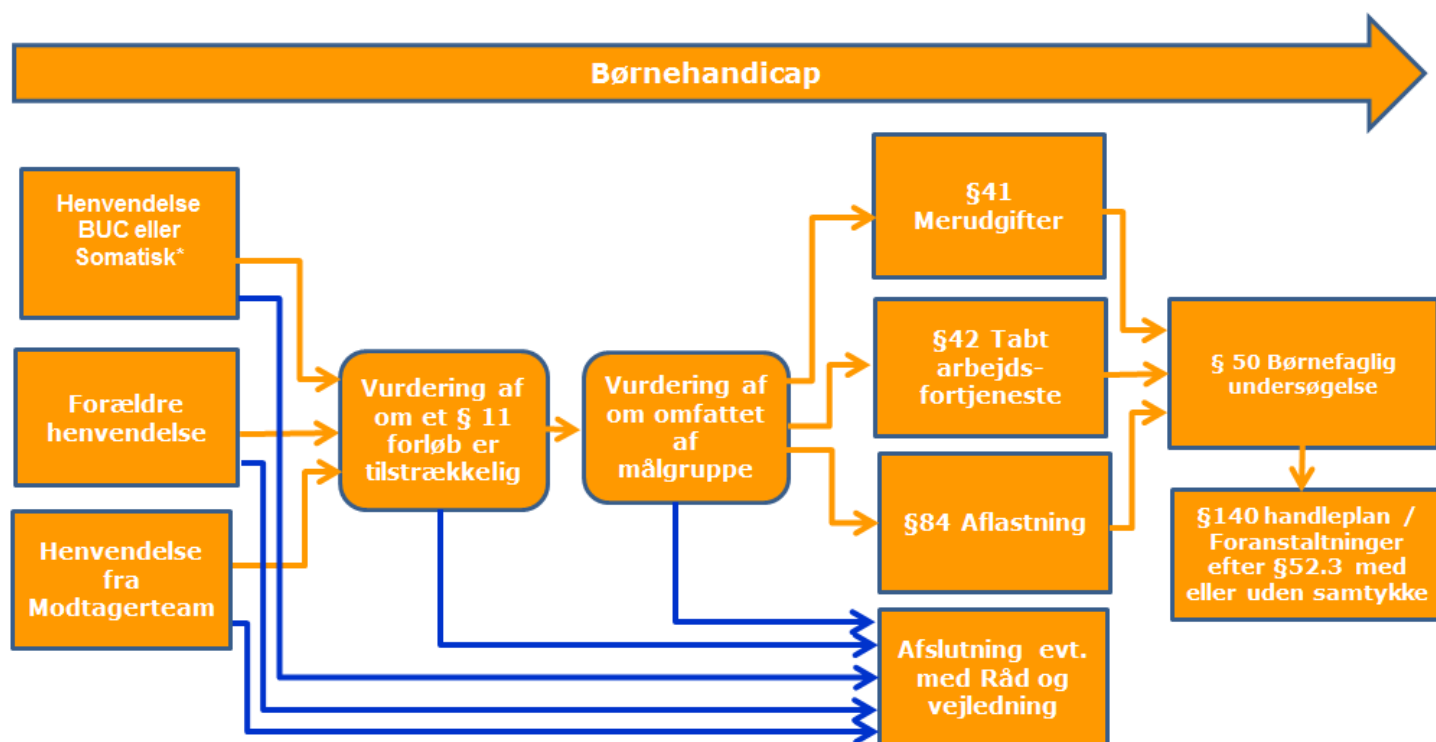 Børnehandicap
Henvendelse
BUC eller
Somatisk*
Forældre
henvendelse
Henvendelse
fra
Modtagerteam
Vurdering af
om et § 11
forløb er
tilstrækkelig
Vurdering af
om omfattet
af
målgruppe
§41
Merudgifter
§42 Tabt
arbejds-
fortjeneste
§84 Aflastning
Afslutning evt.
med Råd og
vejledning
§ 50 Børnefaglig
undersøgelse
§140 handleplan /
Foranstaltninger
efter §52.3 med
eller uden samtykke